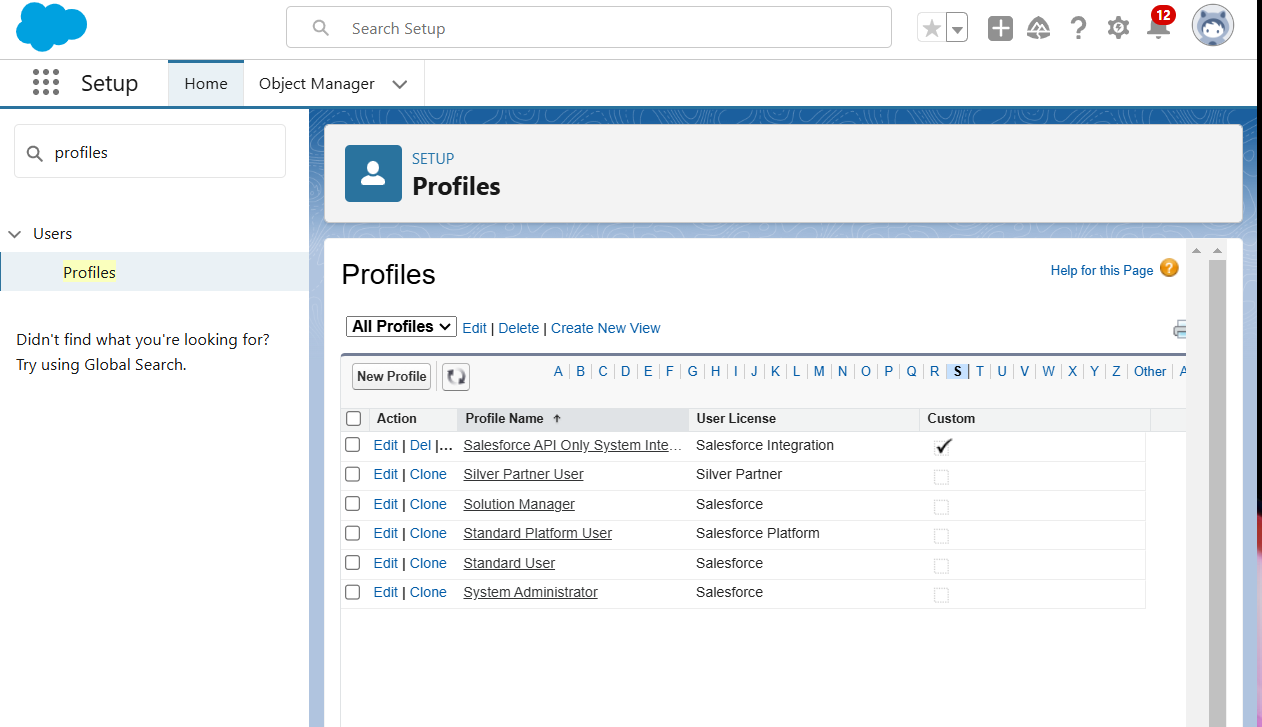 Search Setup
12
Setup
Home
Object Manager
profiles
Users
Profiles
Didn't find what you're looking for?
Try using Global Search.
SETUP
Profiles
Profiles
Help for this Page ?
All Profiles Edit | Delete | Create New View
New Profile A B C D E F G H I J K L M N O P Q R S T U V W X Y Z Other
Action Profile Name User License Custom
Edit | Del |... Salesforce API Only System Inte... Salesforce Integration
Edit | Clone Silver Partner User Silver Partner
Edit | Clone Solution Manager Salesforce
Edit | Clone Standard Platform User Salesforce Platform
Edit | Clone Standard User Salesforce
Edit | Clone System Administrator Salesforce